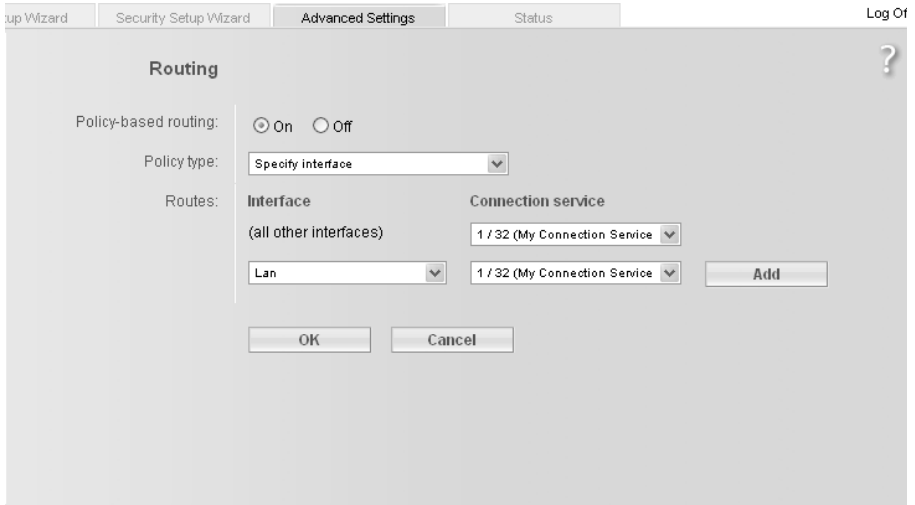 up Wizard
Security Setup Wizard
Advanced Settings
Status
Log Of
?
Routing
Policy-based routing:
On
Off
Policy type:
Specify interface
Routes:
Interface
Connection service
(all other interfaces)
1 / 32 (My Connection Service
Lan
1 / 32 (My Connection Service
Add
OK
Cancel